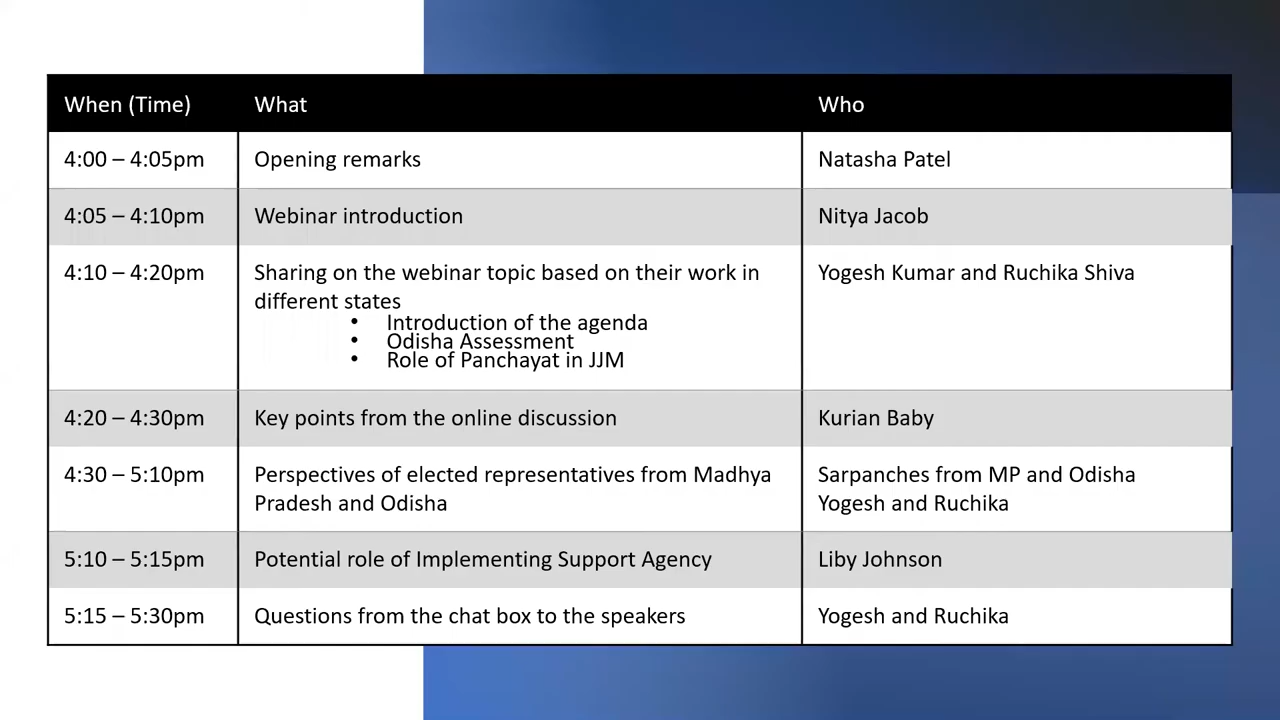 When (Time) What Who
4:00 – 4:05pm Opening remarks Natasha Patel
4:05 – 4:10pm Webinar introduction Nitya Jacob
4:10 – 4:20pm Sharing on the webinar topic based on their work in Yogesh Kumar and Ruchika Shiva
different states
• Introduction of the agenda
• Odisha Assessment
• Role of Panchayat in JJM
4:20 – 4:30pm Key points from the online discussion Kurian Baby
4:30 – 5:10pm Perspectives of elected representatives from Madhya Sarpanches from MP and Odisha
Pradesh and Odisha Yogesh and Ruchika
5:10 – 5:15pm Potential role of Implementing Support Agency Liby Johnson
5:15 – 5:30pm Questions from the chat box to the speakers Yogesh and Ruchika